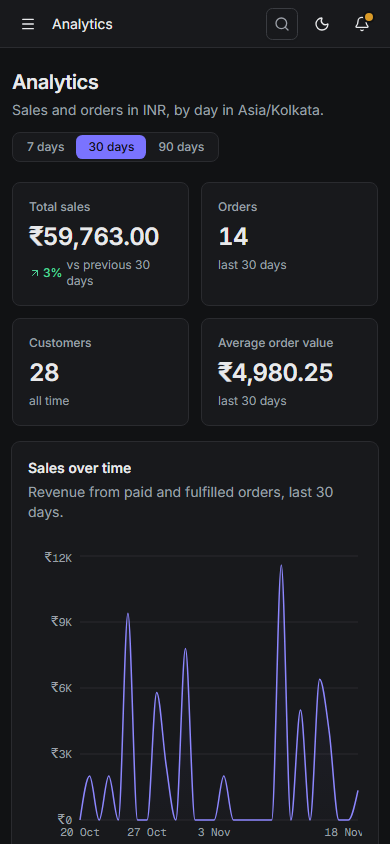 Analytics
Analytics
Sales and orders in INR, by day in Asia/Kolkata.
7 days 30 days 90 days
Total sales
₹59,763.00
3% vs previous 30
days
Orders
14
last 30 days
Customers
28
all time
Average order value
₹4,980.25
last 30 days
Sales over time
Revenue from paid and fulfilled orders, last 30
days.
₹12K
₹9K
₹6K
₹3K
₹0
20 Oct 27 Oct 3 Nov 18 Nov